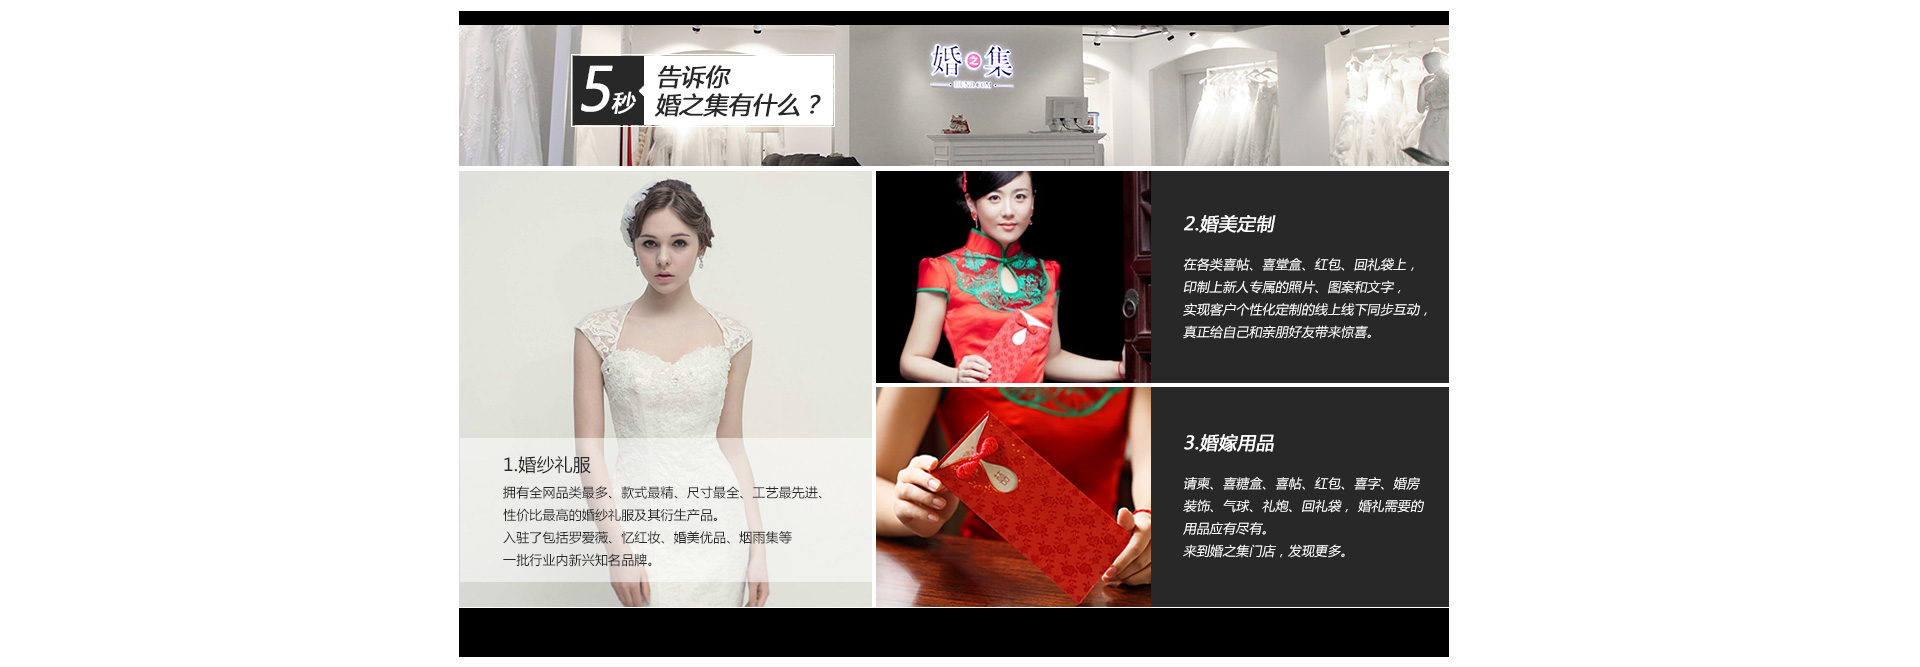 5秒
告诉你
婚之集有什么？
婚之集
1.婚纱礼服
拥有全网品类最多、款式最精、尺寸最全、工艺最先进、
性价比最高的婚纱礼服及其衍生产品。
入驻了包括罗爱薇、忆红妆、婚美优品、烟雨集等
一批行业内新兴知名品牌。
2.婚美定制
在各类喜帖、喜堂盒、红包、回礼袋上，
印制上新人专属的照片、图案和文字，
实现客户个性化定制的线上线下同步互动，
真正给自己和亲朋好友带来惊喜。
3.婚嫁用品
请柬、喜糖盒、喜帖、红包、喜字、婚房
装饰、气球、礼炮、回礼袋， 婚礼需要的
用品应有尽有。
来到婚之集门店，发现更多。